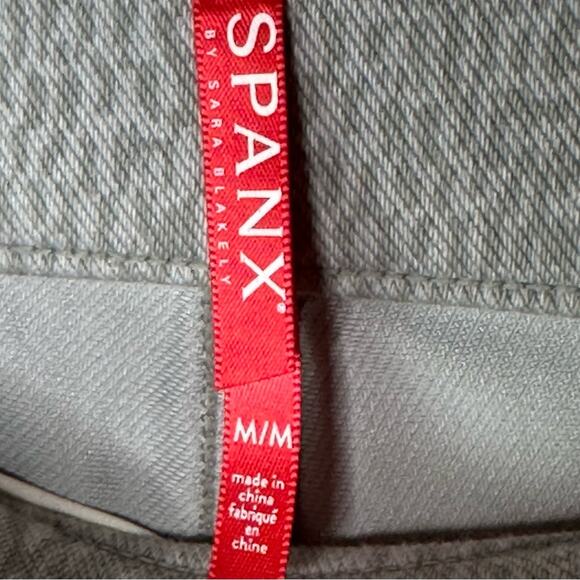 SPANX®
BY SARA BLAKELY
M/M
made in
china
fabriqué
en
chine